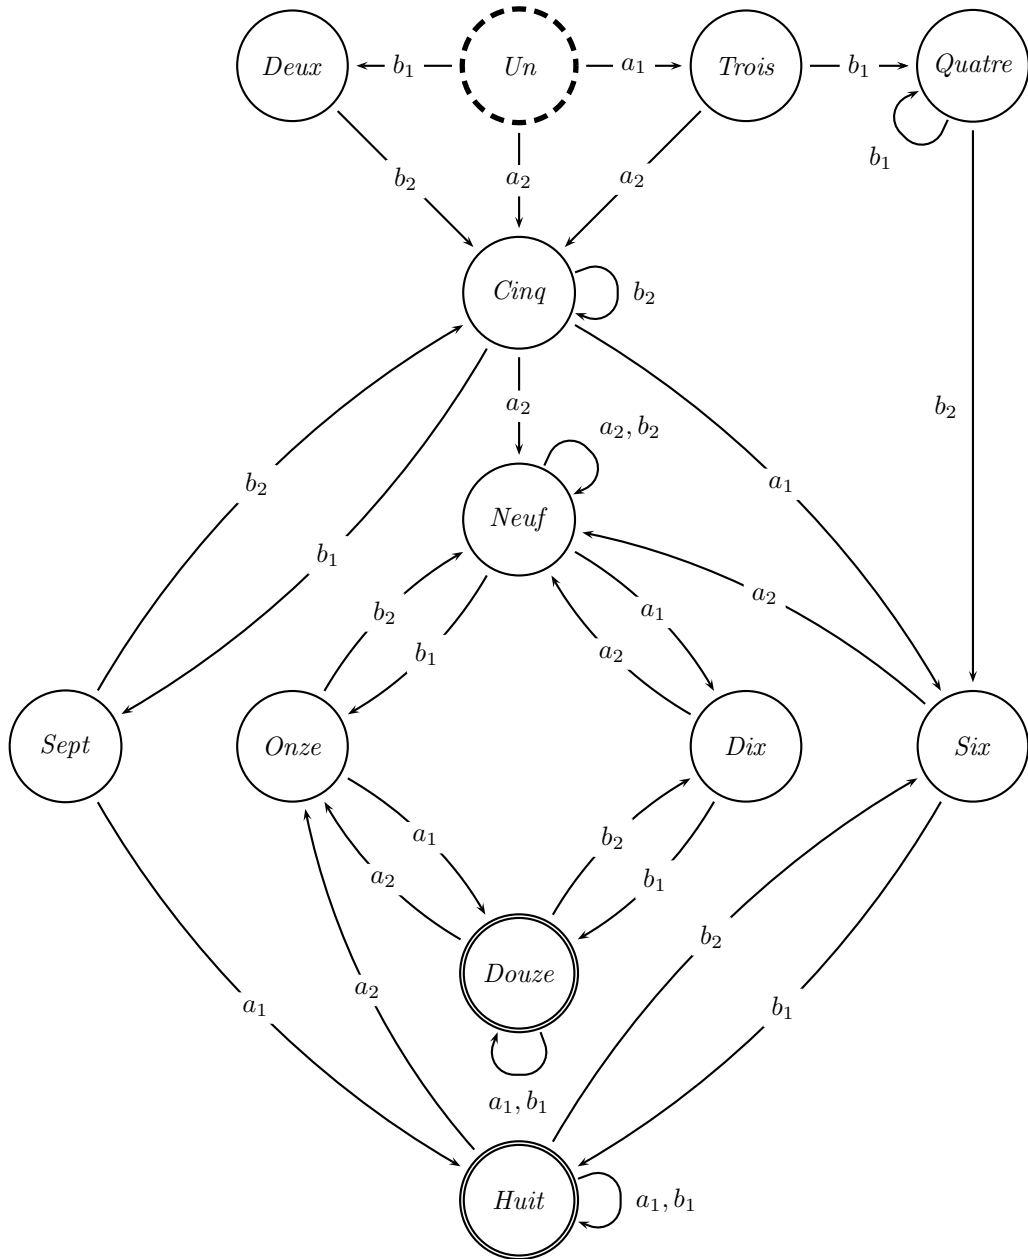 Deux b₁ Un a₁ Trois b₁ Quatre
b₁
b₂ a₂ a₂
Cinq b₂
b₂
a₂
a₂, b₂
b₂ a₁
Neuf
b₁
a₂
b₂ a₁
b₁ a₂
Sept Onze Dix Six
a₁ b₂
a₂ b₁
b₂
Douze
a₂
a₁ b₁
a₁, b₁
Huit a₁, b₁